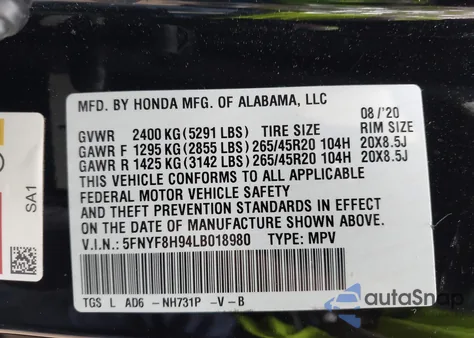 MFD. BY HONDA MFG. OF ALABAMA, LLC
08/'20
GVWR 2400 KG (5291 LBS) TIRE SIZE RIM SIZE
GAWR F 1295 KG (2855 LBS) 265/45R20 104H 20X8.5J
GAWR R 1425 KG (3142 LBS) 265/45R20 104H 20X8.5J
THIS VEHICLE CONFORMS TO ALL APPLICABLE
FEDERAL MOTOR VEHICLE SAFETY
AND THEFT PREVENTION STANDARDS IN EFFECT
ON THE DATE OF MANUFACTURE SHOWN ABOVE.
V.I.N.: 5FNYF8H94LB018980 TYPE: MPV
TGS L AD6 -NH731P -V-B
SA1
autoSnap